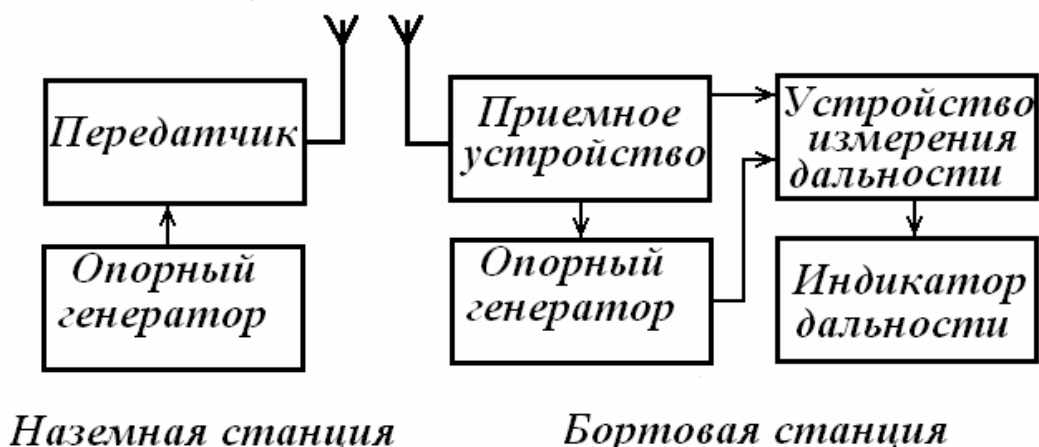 Передатчик
Опорный
генератор
Наземная станция
Приемное
устройство
Опорный
генератор
Устройство
измерения
дальности
Индикатор
дальности
Бортовая станция